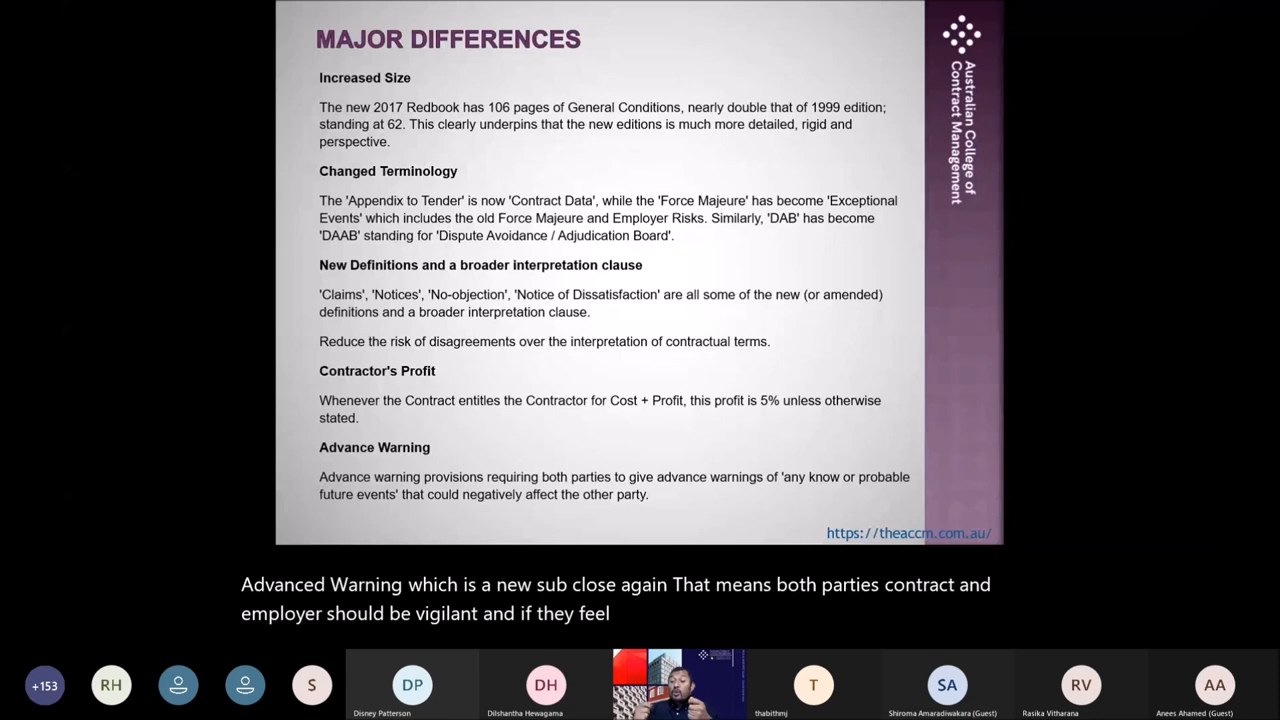 MAJOR DIFFERENCES
Increased Size
The new 2017 Redbook has 106 pages of General Conditions, nearly double that of 1999 edition;
standing at 62. This clearly underpins that the new editions is much more detailed, rigid and
perspective.
Changed Terminology
The 'Appendix to Tender' is now 'Contract Data', while the 'Force Majeure' has become 'Exceptional
Events' which includes the old Force Majeure and Employer Risks. Similarly, 'DAB' has become
'DAAB' standing for 'Dispute Avoidance / Adjudication Board'.
New Definitions and a broader interpretation clause
'Claims', 'Notices', 'No-objection', 'Notice of Dissatisfaction' are all some of the new (or amended)
definitions and a broader interpretation clause.
Reduce the risk of disagreements over the interpretation of contractual terms.
Contractor's Profit
Whenever the Contract entitles the Contractor for Cost + Profit, this profit is 5% unless otherwise
stated.
Advance Warning
Advance warning provisions requiring both parties to give advance warnings of 'any know or probable
future events' that could negatively affect the other party.
https://theaccm.com.au/
Australian College of
Contract Management
Advanced Warning which is a new sub close again That means both parties contract and
employer should be vigilant and if they feel
+153
RH
S
DP
DH
T
SA
RV
AA
Disney Patterson
Dilshantha Hewagama
thabithmj
Shiroma Amaradiwakara (Guest)
Rasika Vitharana
Anees Ahamed (Guest)